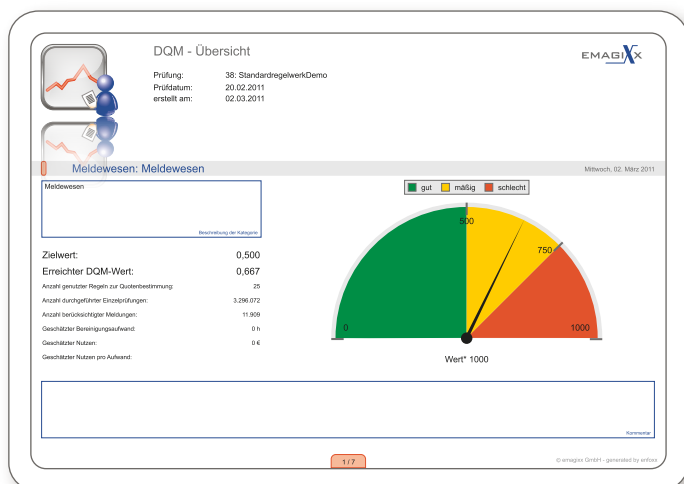 DQM - Übersicht
EMAGIXX
Prüfung: 38: StandardregelwerkDemo
Prüfdatum: 20.02.2011
erstellt am: 02.03.2011
Meldewesen: Meldewesen
Mittwoch, 02. März 2011
Meldewesen
Beschreibung der Kategorie
gut mäßig schlecht
Zielwert: 0,500
Erreichter DQM-Wert: 0,667
Anzahl genutzter Regeln zur Quotenbestimmung: 25
Anzahl durchgeführter Einzelprüfungen: 3.296.072
Anzahl berücksichtigter Meldungen: 11.909
Geschätzter Bereinigungsaufwand: 0 h
Geschätzter Nutzen: 0 €
Geschätzter Nutzen pro Aufwand:
500
750
0
1000
Wert* 1000
Kommentar
1 / 7
© emagixx GmbH - generated by enfoxx